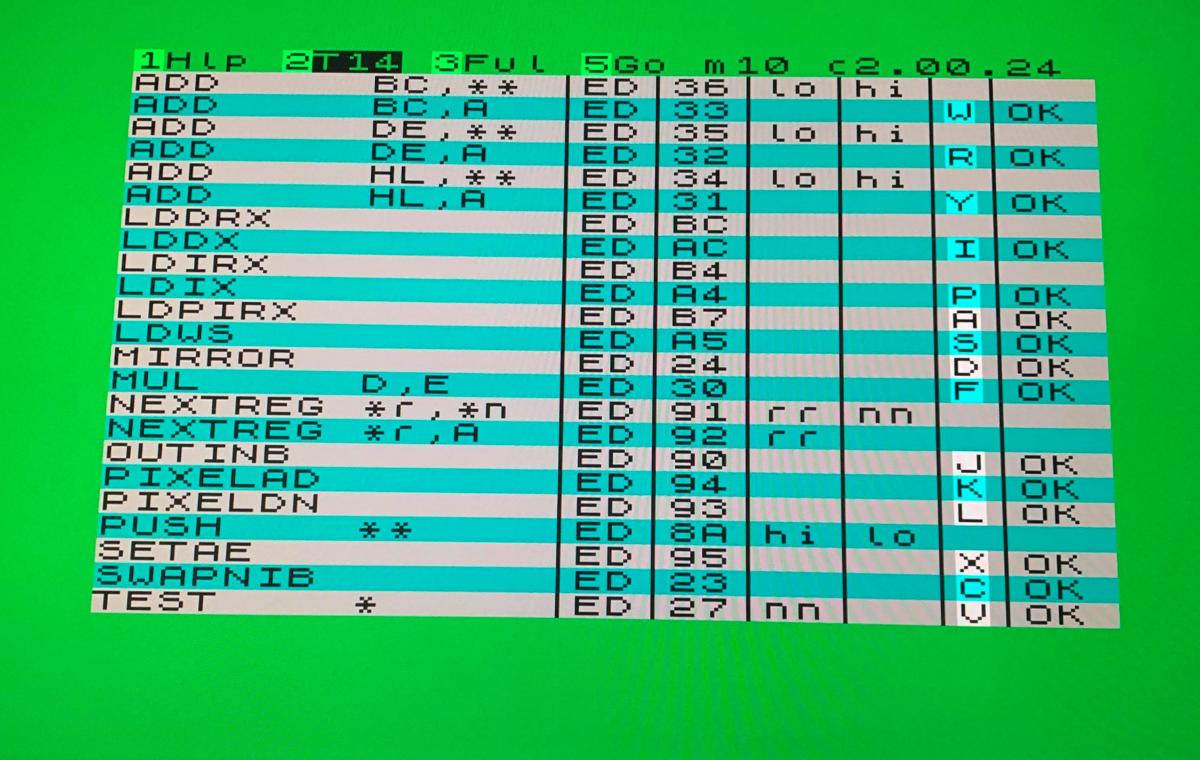 1Hlp 2T14 3Ful 5Go m10 c2.00.24
ADD BC,** ED 36 lo hi
ADD BC,A ED 33 W OK
ADD DE,** ED 35 lo hi
ADD DE,A ED 32 R OK
ADD HL,** ED 34 lo hi
ADD HL,A ED 31 Y OK
LDDRX ED BC
LDDX ED AC I OK
LDIRX ED B4
LDIX ED A4 P OK
LDPIRX ED B7 A OK
LDWS ED A5 S OK
MIRROR ED 24 D OK
MUL D,E ED 30 F OK
NEXTREG *r,*n ED 91 rr nn
NEXTREG *r,A ED 92 rr
OUTINB ED 90 J OK
PIXELAD ED 94 K OK
PIXELDN ED 93 L OK
PUSH ** ED 8A hi lo
SETAE ED 95 X OK
SWAPNIB ED 23 C OK
TEST * ED 27 nn V OK